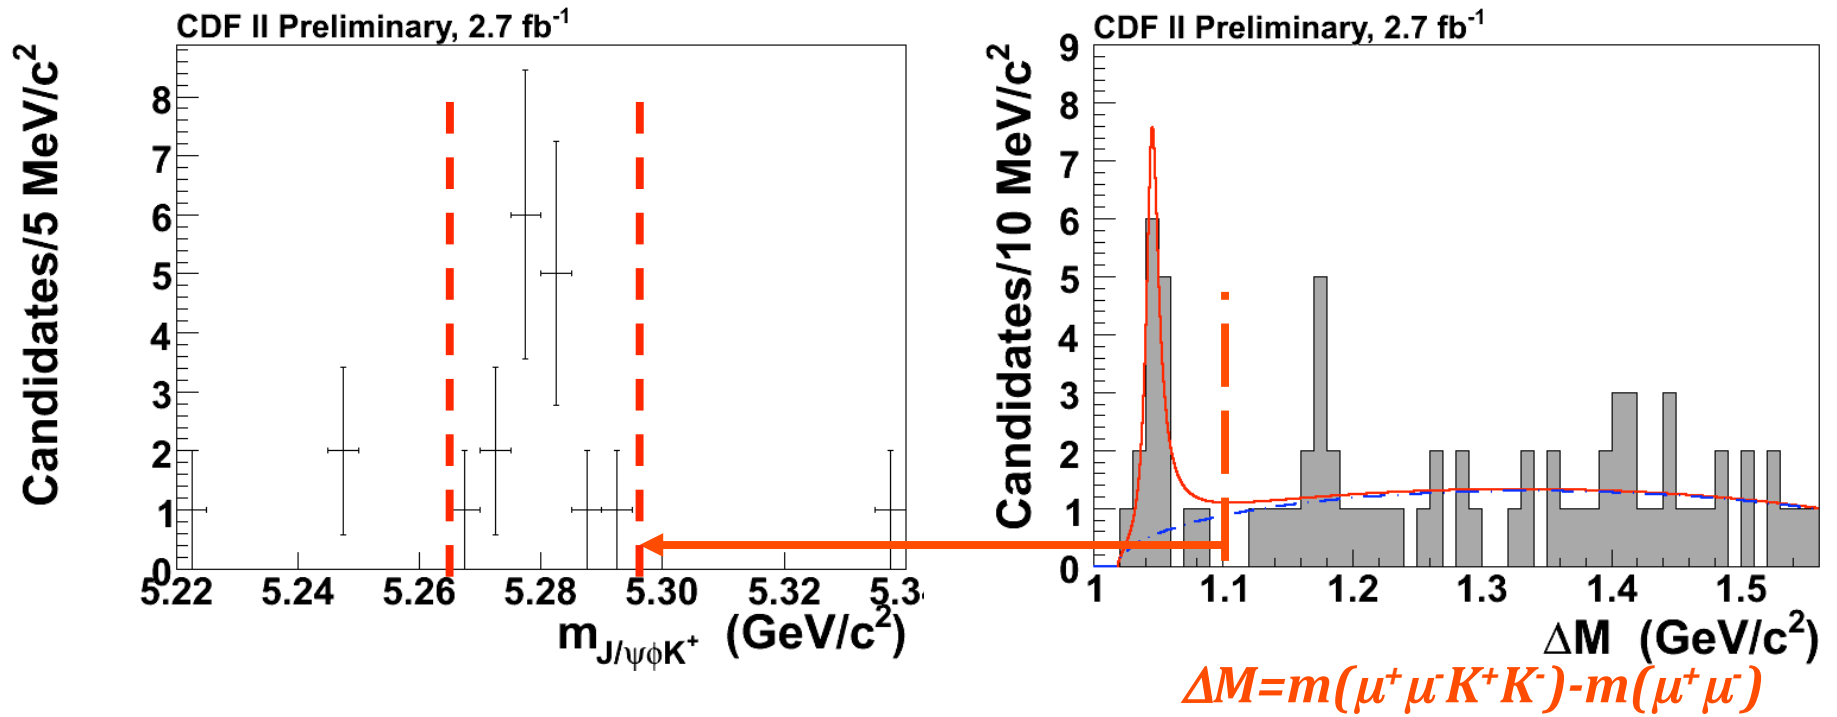 CDF II Preliminary, 2.7 fb⁻¹
Candidates/5 MeV/c²
8
7
6
5
4
3
2
1
0
5.22 5.24 5.26 5.28 5.30 5.32
m_J/ψϕK⁺ (GeV/c²)
CDF II Preliminary, 2.7 fb⁻¹
Candidates/10 MeV/c²
9
8
7
6
5
4
3
2
1
0
1 1.1 1.2 1.3 1.4 1.5
ΔM (GeV/c²)
ΔM=m(μ⁺μ⁻K⁺K⁻)-m(μ⁺μ⁻)